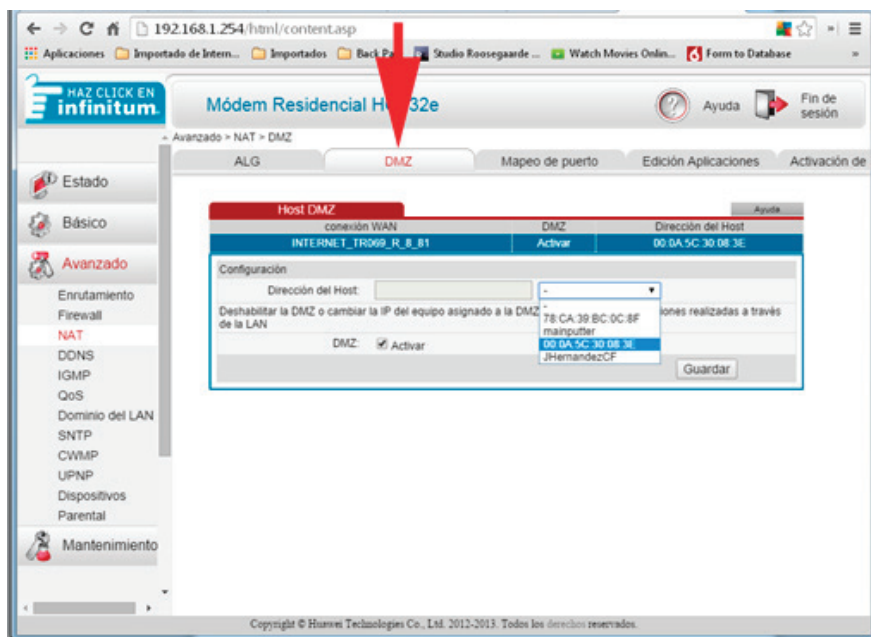 192.168.1.254/html/content.asp
Aplicaciones Importado de Intern... Importados Back Pa... Studio Roosegaarde ... Watch Movies Onlin... Form to Database »
HAZ CLICK EN
infinitum.
Módem Residencial 32e
Ayuda
Fin de sesión
Avanzado > NAT > DMZ
ALG DMZ Mapeo de puerto Edición Aplicaciones Activación de
Estado
Básico
Avanzado
Enrutamiento
Firewall
NAT
DDNS
IGMP
QoS
Dominio del LAN
SNTP
CWMP
UPNP
Dispositivos
Parental
Mantenimiento
Host DMZ Ayuda
conexión WAN DMZ Dirección del Host
INTERNET_TR069_R_8_81 Activar 00:0A:5C:30:08:3E
Configuración
Dirección del Host: -
Deshabilitar la DMZ o cambiar la IP del equipo asignado a la DMZ iones realizadas a través
de la LAN
-
78:CA:39:BC:0C:8F
mainputter
00:0A:5C:30:08:3E
JHernandezCF
DMZ: Activar
Guardar
Copyright © Huawei Technologies Co., Ltd. 2012-2013. Todos los derechos reservados.